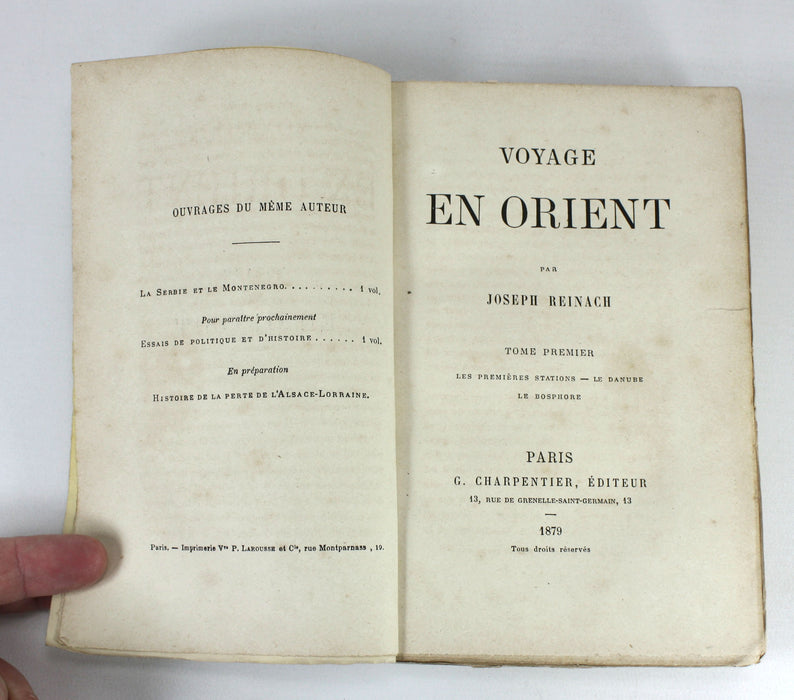 OUVRAGES DU MÊME AUTEUR
LA SERBIE ET LE MONTENEGRO. . . . . . . . . . 1 vol.
Pour paraître prochainement
ESSAIS DE POLITIQUE ET D'HISTOIRE . . . . . . 1 vol.
En préparation
HISTOIRE DE LA PERTE DE L'ALSACE-LORRAINE.
Paris. — Imprimerie Vve P. LAROUSSE et Cie, rue Montparnass , 19.
VOYAGE
EN ORIENT
PAR
JOSEPH REINACH
TOME PREMIER
LES PREMIÈRES STATIONS — LE DANUBE
LE BOSPHORE
PARIS
G. CHARPENTIER, ÉDITEUR
13, RUE DE GRENELLE-SAINT-GERMAIN, 13
1879
Tous droits réservés